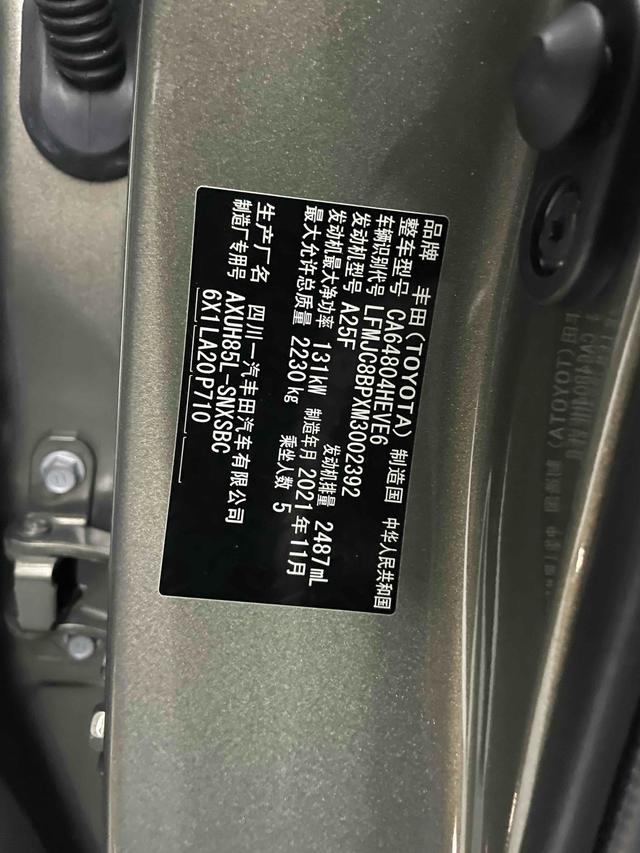 品牌 丰田(TOYOTA) 制造国 中华人民共和国
整车型号 CA64804HEVE6
车辆识别代号 LFMJC8BPXM3002392
发动机型号 A25F 发动机排量 2487mL
发动机最大净功率 131kW 制造年月 2021年11月
最大允许总质量 2230kg 乘坐人数 5
生产厂名 四川一汽丰田汽车有限公司
制造厂专用号 AXUH85L-SNXSBC
6X1LA20P710